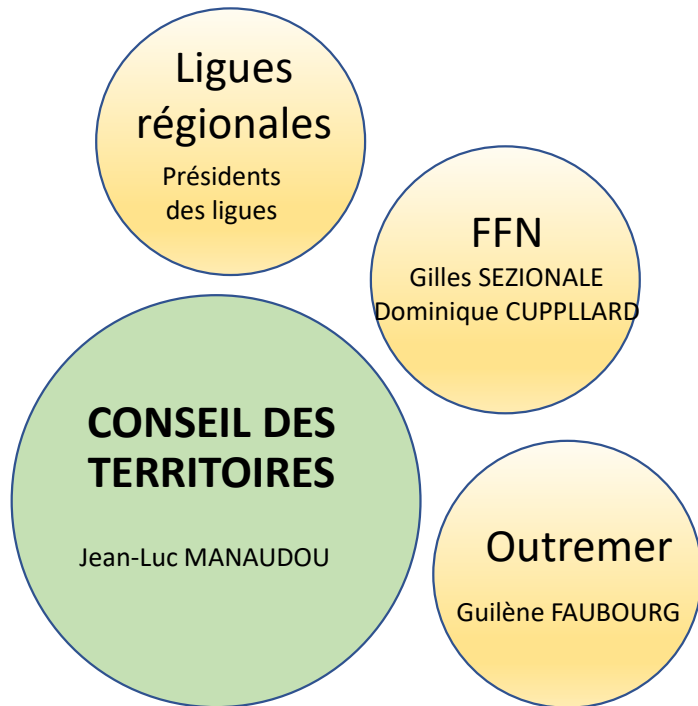 Ligues
régionales
Présidents
des ligues
FFN
Gilles SEZIONALE
Dominique CUPPLLARD
CONSEIL DES
TERRITOIRES
Jean-Luc MANAUDOU
Outremer
Guilène FAUBOURG